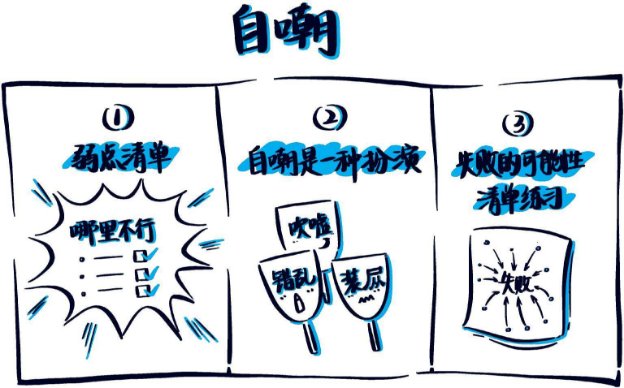 自嘲
①
弱点清单
哪里不行
②
自嘲是一种扮演
吹嘘
错乱
装尿
③
失败的可能性
清单练习
失败